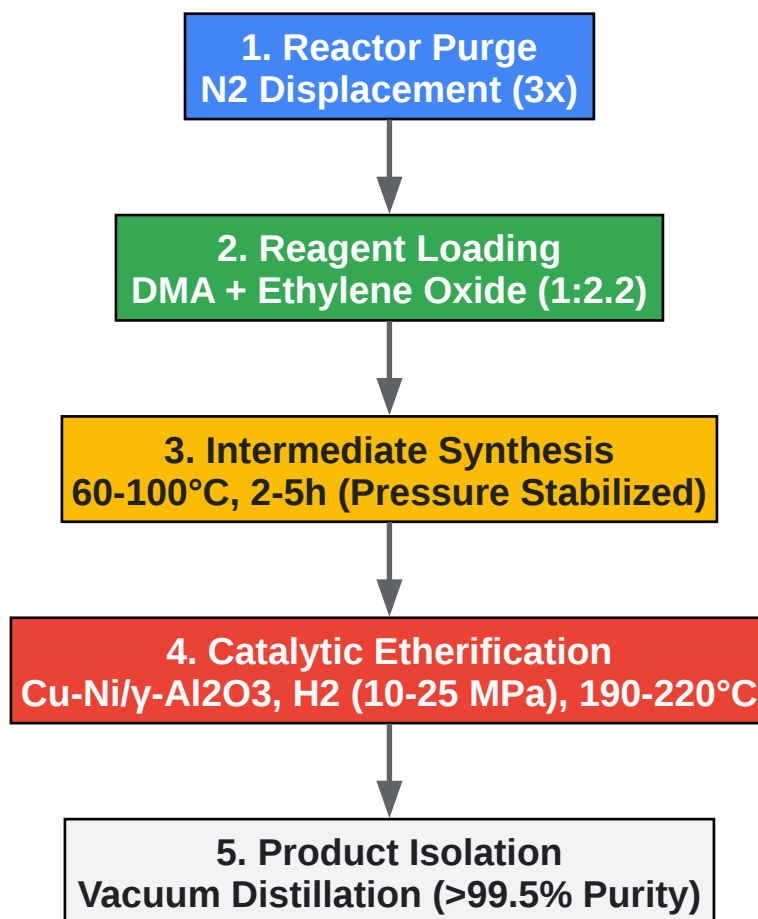 1. Reactor Purge
N2 Displacement (3x)
2. Reagent Loading
DMA + Ethylene Oxide (1:2.2)
3. Intermediate Synthesis
60-100°C, 2-5h (Pressure Stabilized)
4. Catalytic Etherification
Cu-Ni/γ-Al2O3, H2 (10-25 MPa), 190-220°C
5. Product Isolation
Vacuum Distillation (>99.5% Purity)